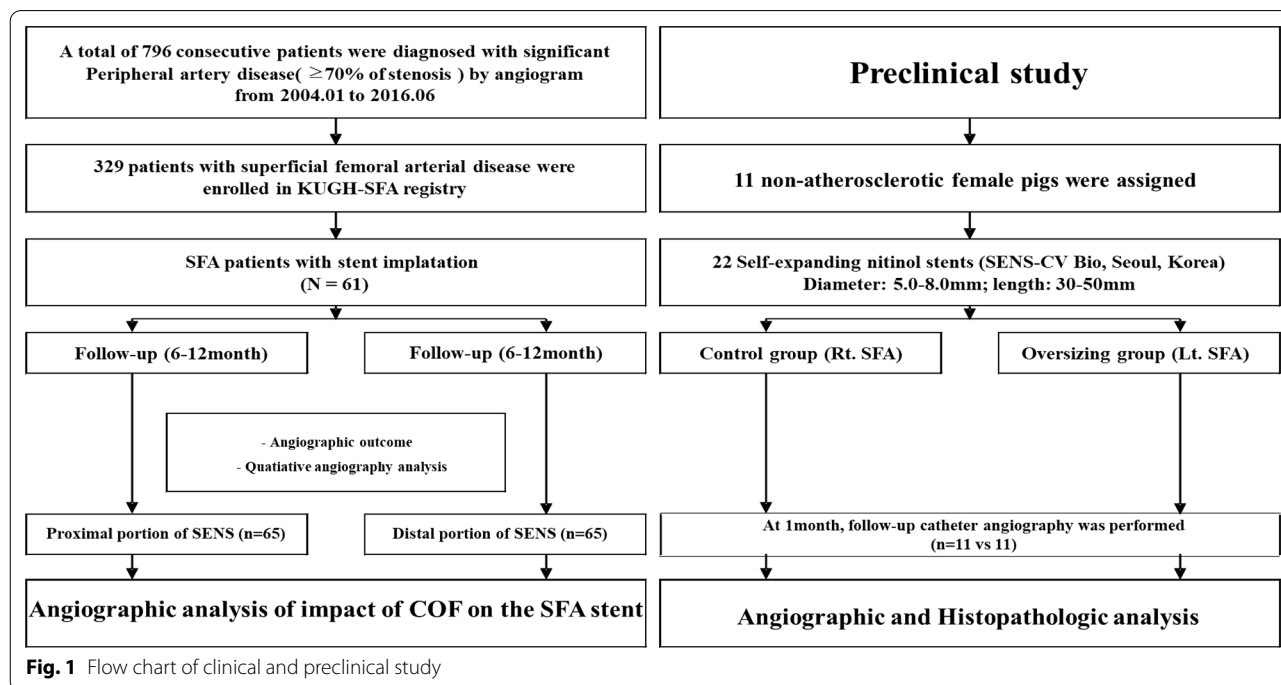 A total of 796 consecutive patients were diagnosed with significant
Peripheral artery disease( ≥70% of stenosis ) by angiogram
from 2004.01 to 2016.06
329 patients with superficial femoral arterial disease were
enrolled in KUGH-SFA registry
SFA patients with stent implatation
(N = 61)
Follow-up (6-12month)
Follow-up (6-12month)
- Angiographic outcome
- Quatiative angiography analysis
Proximal portion of SENS (n=65)
Distal portion of SENS (n=65)
Angiographic analysis of impact of COF on the SFA stent
Preclinical study
11 non-atherosclerotic female pigs were assigned
22 Self-expanding nitinol stents (SENS-CV Bio, Seoul, Korea)
Diameter: 5.0-8.0mm; length: 30-50mm
Control group (Rt. SFA)
Oversizing group (Lt. SFA)
At 1month, follow-up catheter angiography was performed
(n=11 vs 11)
Angiographic and Histopathologic analysis
Fig. 1 Flow chart of clinical and preclinical study